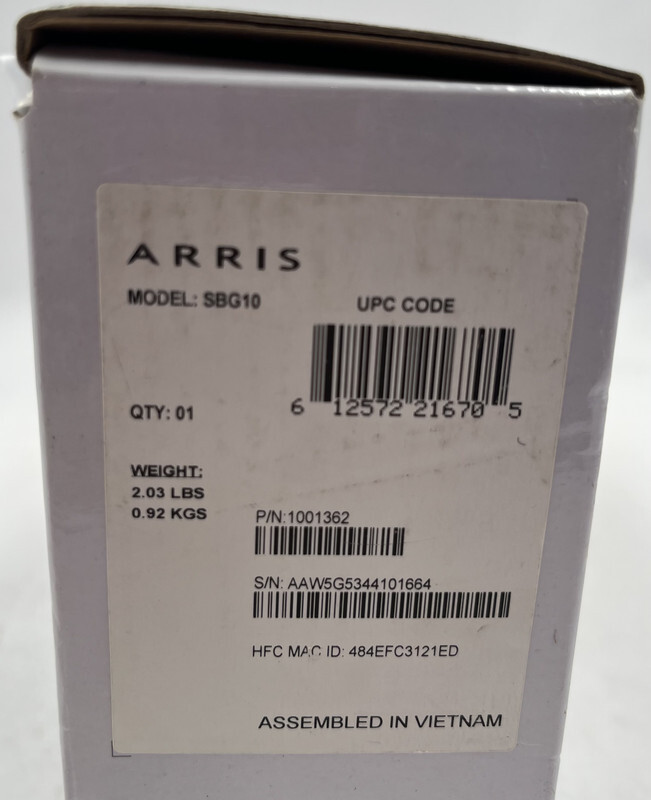 ARRIS
MODEL: SBG10
UPC CODE
6 12572 21670 5
QTY: 01
WEIGHT:
2.03 LBS
0.92 KGS
P/N:1001362
S/N: AAW5G5344101664
HFC MAC ID: 484EFC3121ED
ASSEMBLED IN VIETNAM